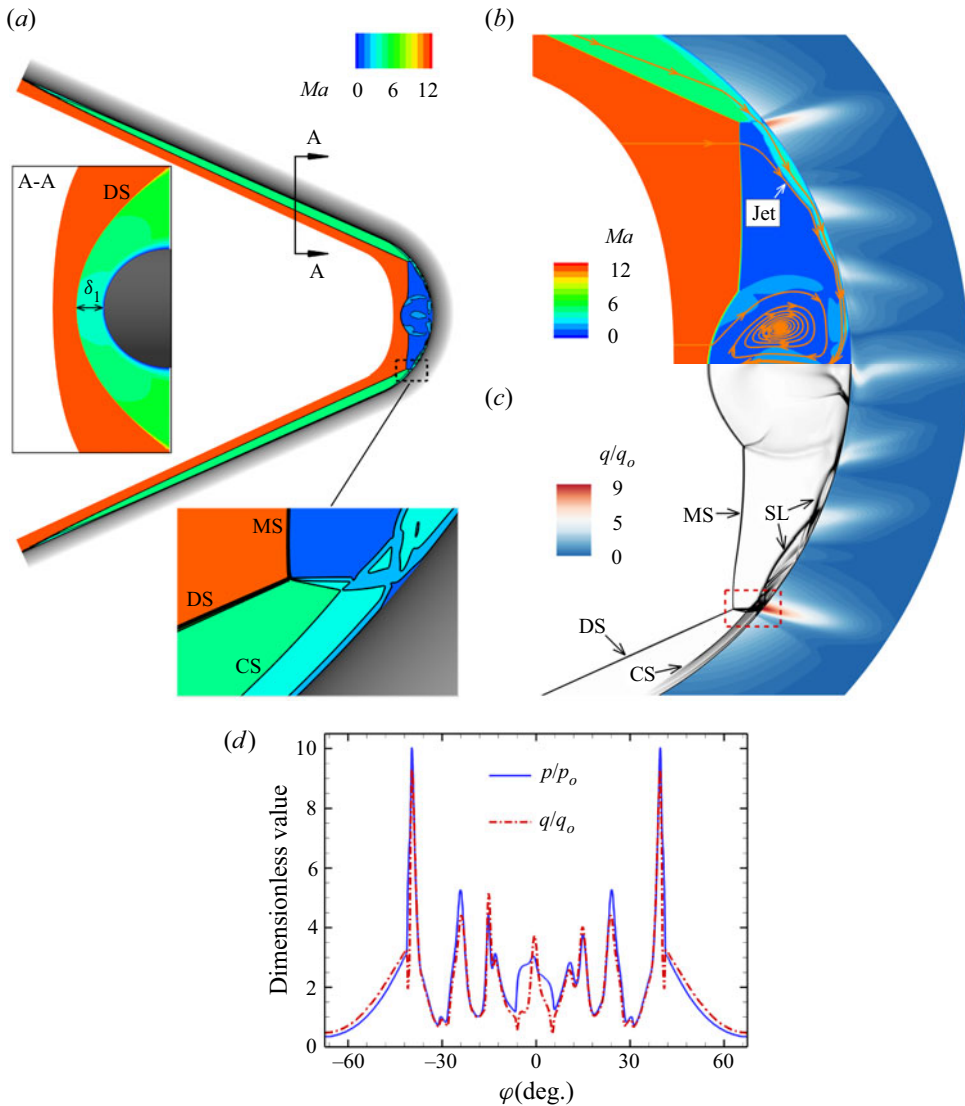 (a)
Ma
0 6 12
A
A
A-A
DS
δ1
MS
DS
CS
(b)
Jet
Ma
12
6
0
(c)
q/qo
9
5
0
MS
SL
DS
CS
(d)
10
8
6
4
2
0
Dimensionless value
p/po
q/qo
–60 –30 0 30 60
φ(deg.)